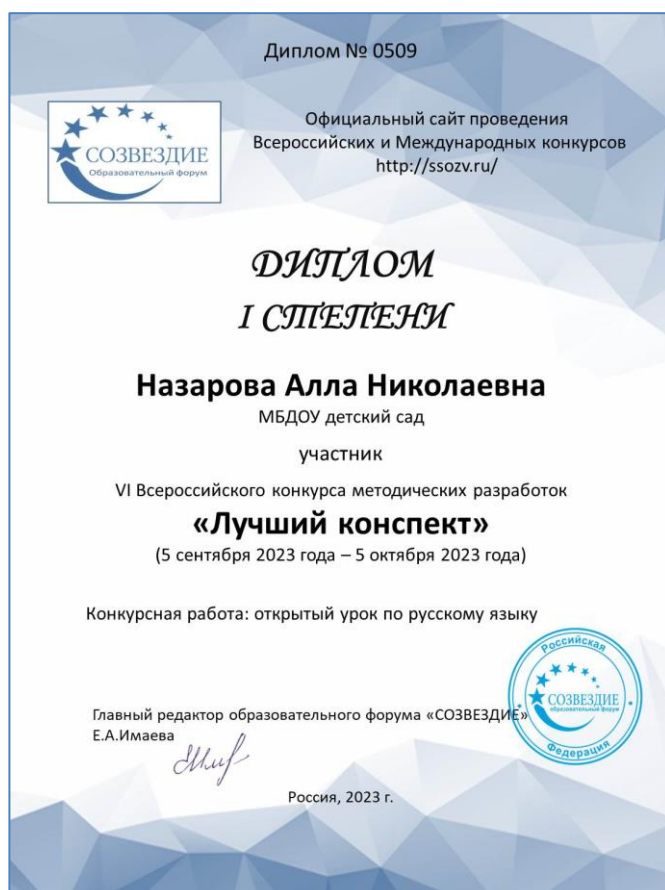 Диплом № 0509
СОЗВЕЗДИЕ
Образовательный форум
Официальный сайт проведения
Всероссийских и Международных конкурсов
http://ssozv.ru/
ДИПЛОМ
I СТЕПЕНИ
Назарова Алла Николаевна
МБДОУ детский сад
участник
VI Всероссийского конкурса методических разработок
«Лучший конспект»
(5 сентября 2023 года – 5 октября 2023 года)
Конкурсная работа: открытый урок по русскому языку
Российская
СОЗВЕЗДИЕ
образовательный форум
Федерация
Главный редактор образовательного форума «СОЗВЕЗДИЕ»
Е.А.Имаева
Россия, 2023 г.